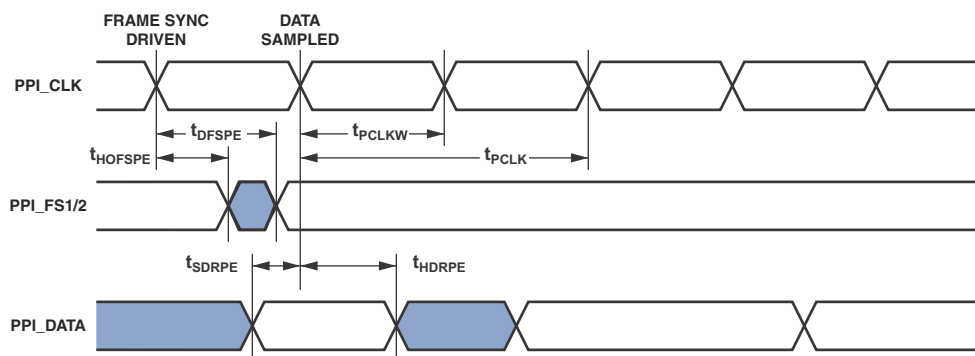 FRAME SYNC
DRIVEN
DATA
SAMPLED
PPI_CLK
tDFSPE
tPCLKW
tHOFSPE
tPCLK
PPI_FS1/2
tSDRPE
tHDRPE
PPI_DATA